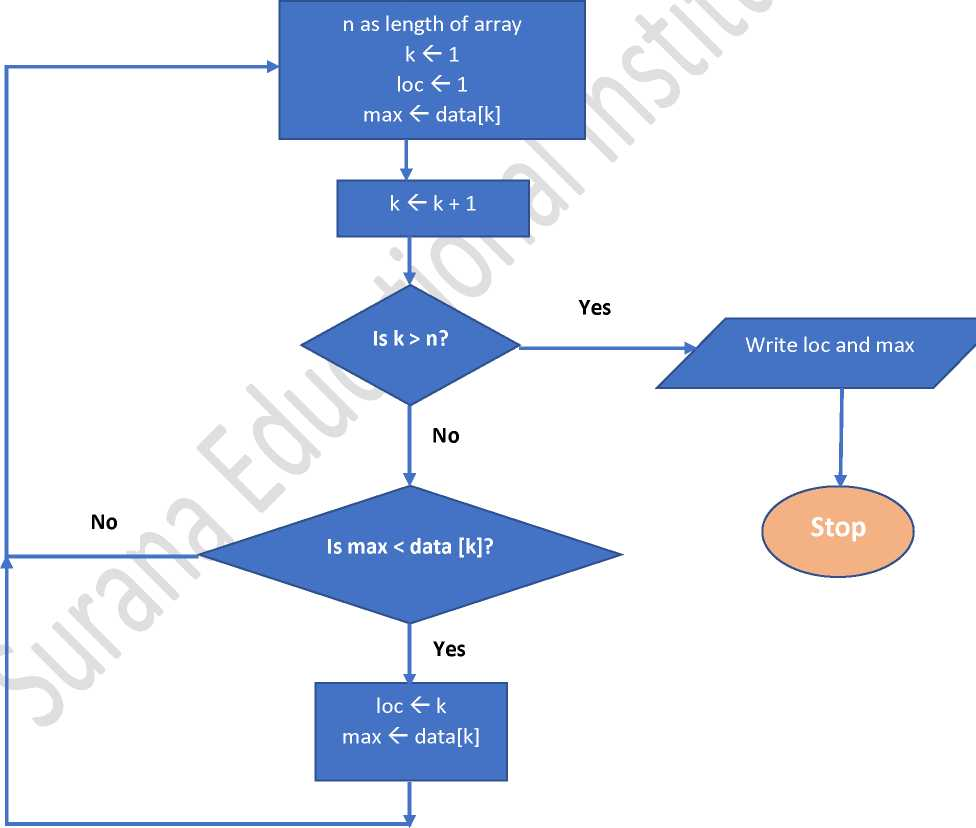 n as length of array
k ← 1
loc ← 1
max ← data[k]
k ← k + 1
Is k > n?
Yes
Write loc and max
No
Stop
No
Is max < data [k]?
Yes
loc ← k
max ← data[k]
Surana Educational Institu